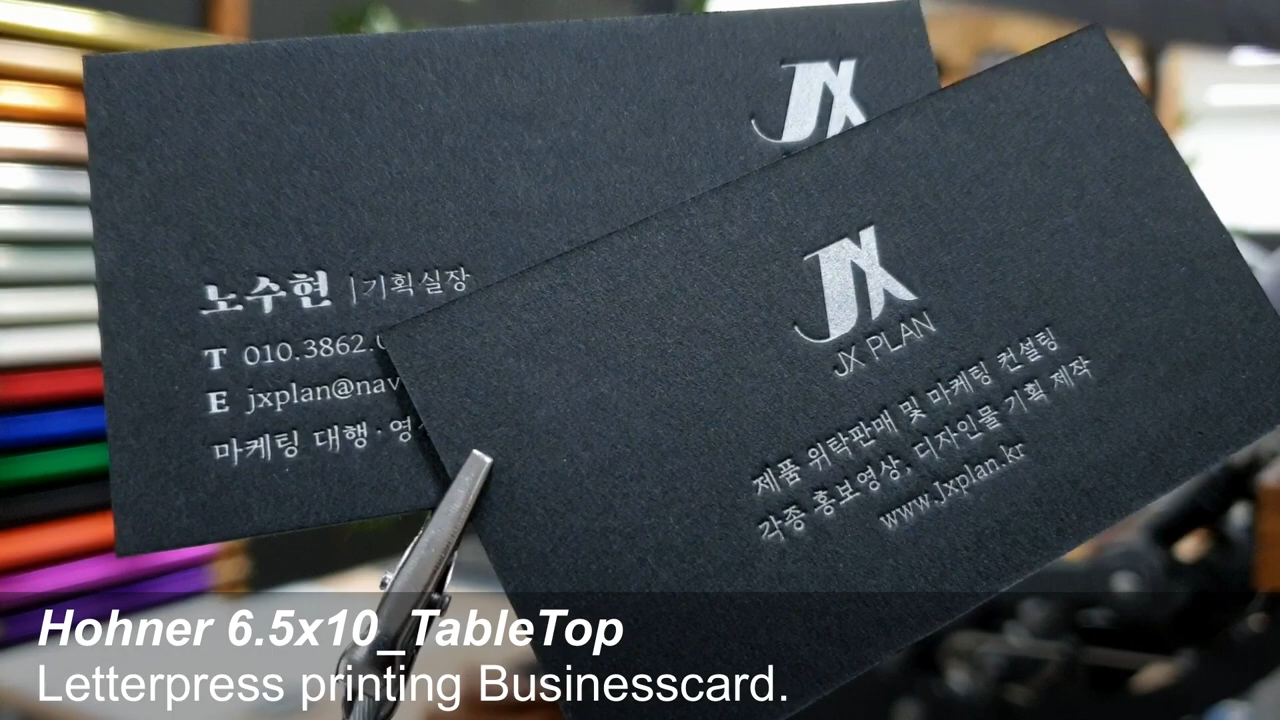 JX
노수현 | 기획실장
T 010.3862.
E jxplan@nav
마케팅 대행·영
JX
JX PLAN
제품 위탁판매 및 마케팅 컨설팅
각종 홍보영상, 디자인물 기획 제작
www.Jxplan.kr
Hohner 6.5x10_TableTop
Letterpress printing Businesscard.